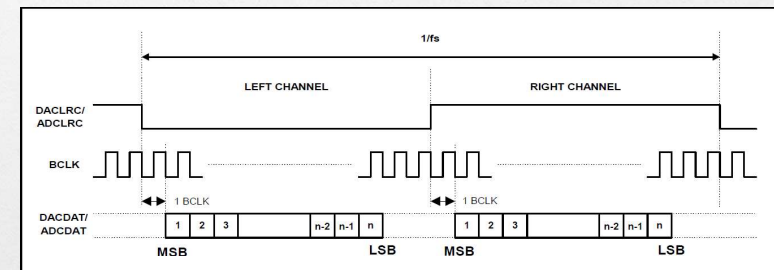 1/fs
LEFT CHANNEL RIGHT CHANNEL
DACLRC/
ADCLRC
BCLK
1 BCLK 1 BCLK
DACDAT/
ADCDAT
1 2 3 n-2 n-1 n 1 2 3 n-2 n-1 n
MSB LSB MSB LSB